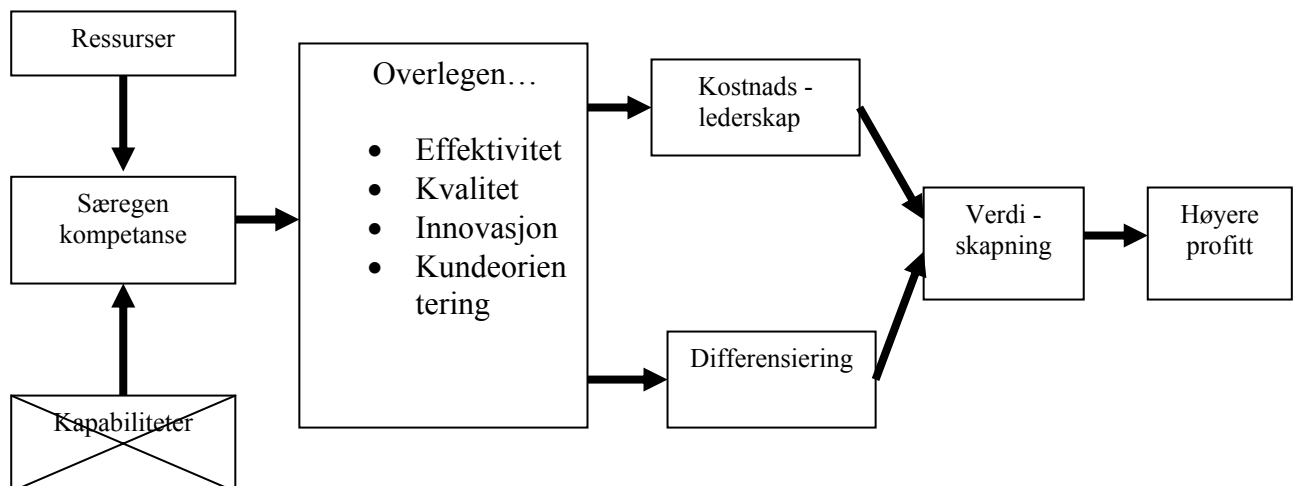 Ressurser
Særegen
kompetanse
Kapabiliteter
Overlegen…
• Effektivitet
• Kvalitet
• Innovasjon
• Kundeorien
tering
Kostnads -
lederskap
Differensiering
Verdi -
skapning
Høyere
profitt